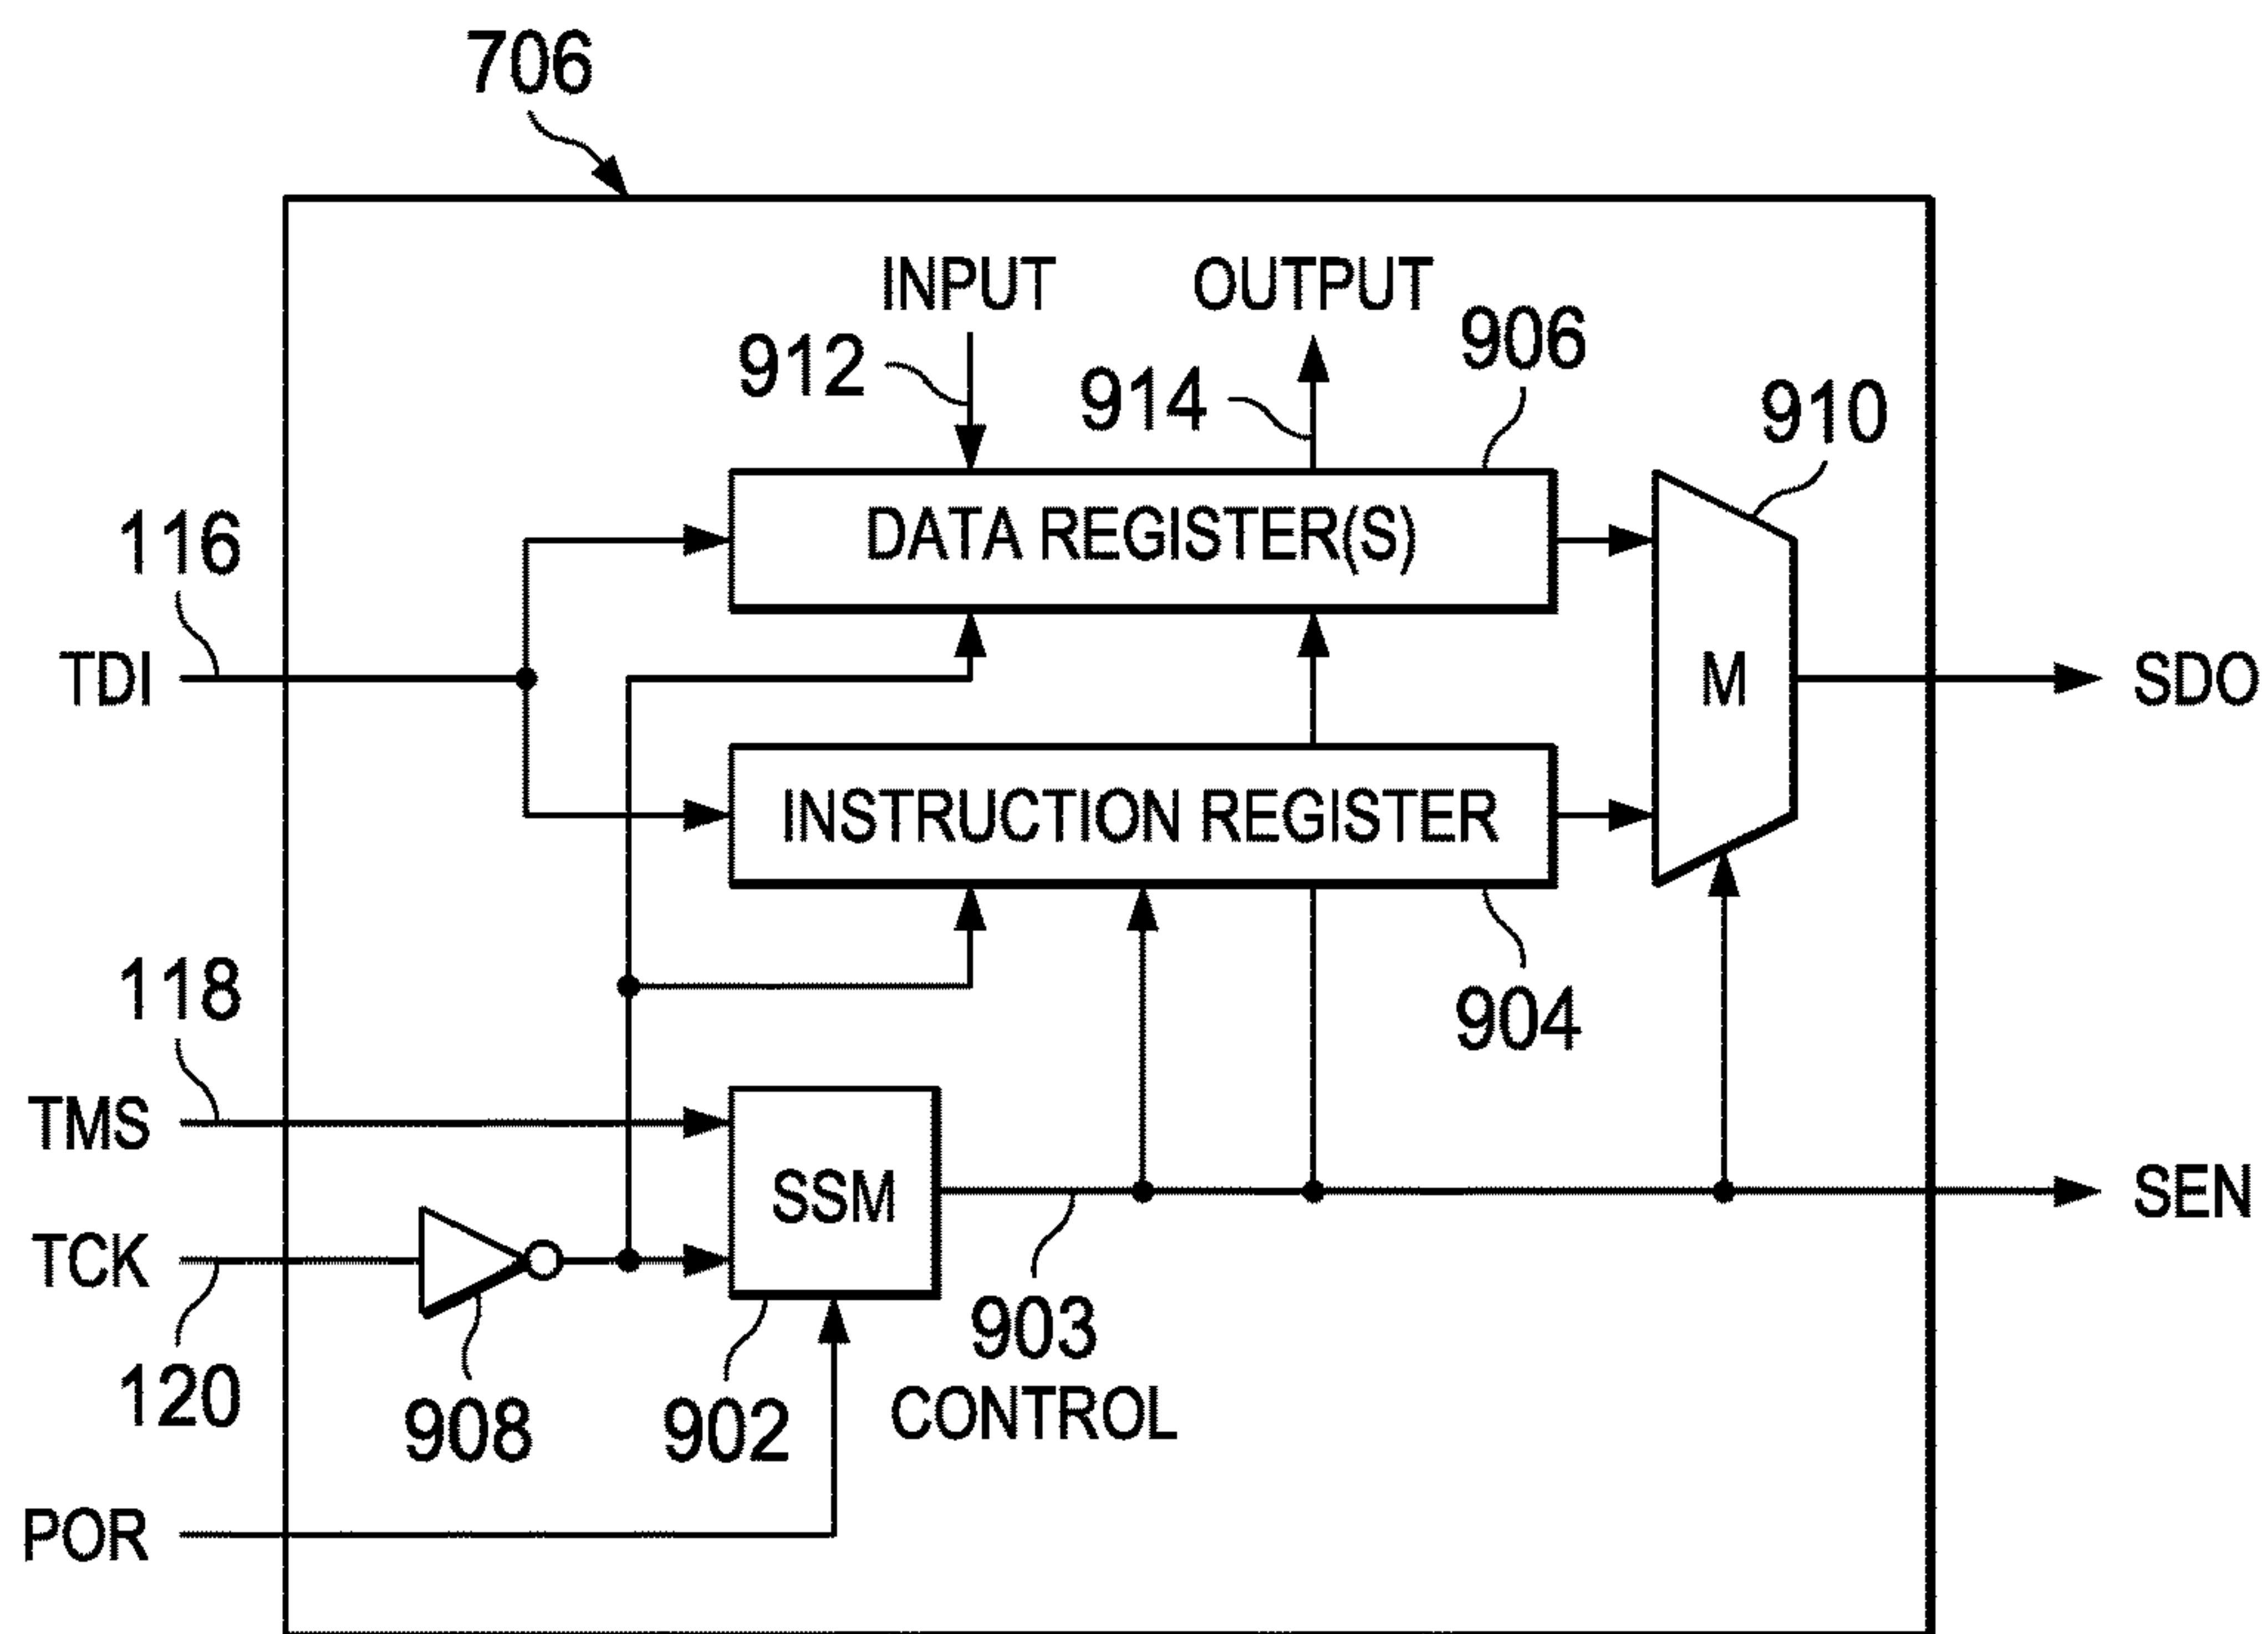 706
INPUT
OUTPUT
912
914
906
910
116
DATA REGISTER(S)
TDI
M
SDO
INSTRUCTION REGISTER
118
904
TMS
SSM
SEN
TCK
120
908
902
903
CONTROL
POR